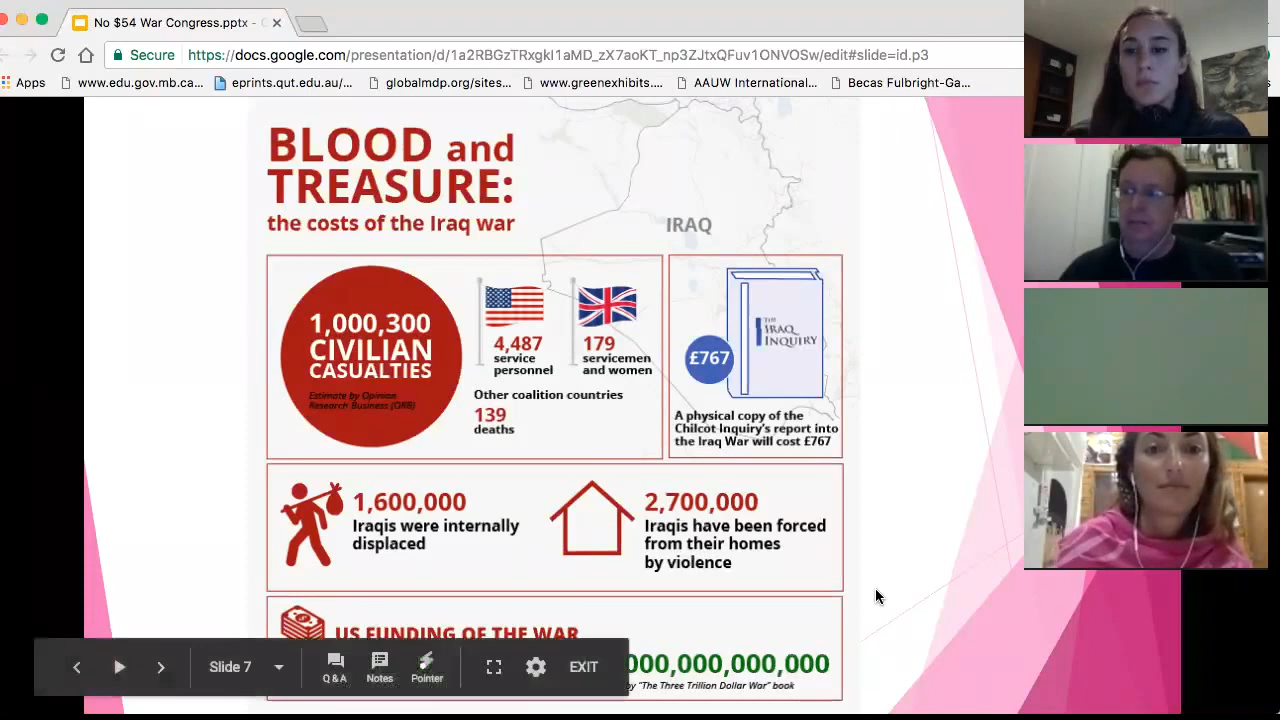 No $54 War Congress.pptx - G
Secure https://docs.google.com/presentation/d/1a2RBGzTRxgkI1aMD_zX7aoKT_np3ZJtxQFuv1ONVOSw/edit#slide=id.p3
Apps www.edu.gov.mb.ca... eprints.qut.edu.au/... globalmdp.org/sites... www.greenexhibits.... AAUW International... Becas Fulbright-Ga...
BLOOD and
TREASURE:
the costs of the Iraq war
IRAQ
1,000,300
CIVILIAN
CASUALTIES
Estimate by Opinion
Research Business (ORB)
4,487
service
personnel
179
servicemen
and women
Other coalition countries
139
deaths
THE
IRAQ
INQUIRY
£767
A physical copy of the
Chilcot Inquiry's report into
the Iraq War will cost £767
1,600,000
Iraqis were internally
displaced
2,700,000
Iraqis have been forced
from their homes
by violence
US FUNDING OF THE WAR
000,000,000,000
by "The Three Trillion Dollar War" book
Slide 7
Q & A
Notes
Pointer
EXIT